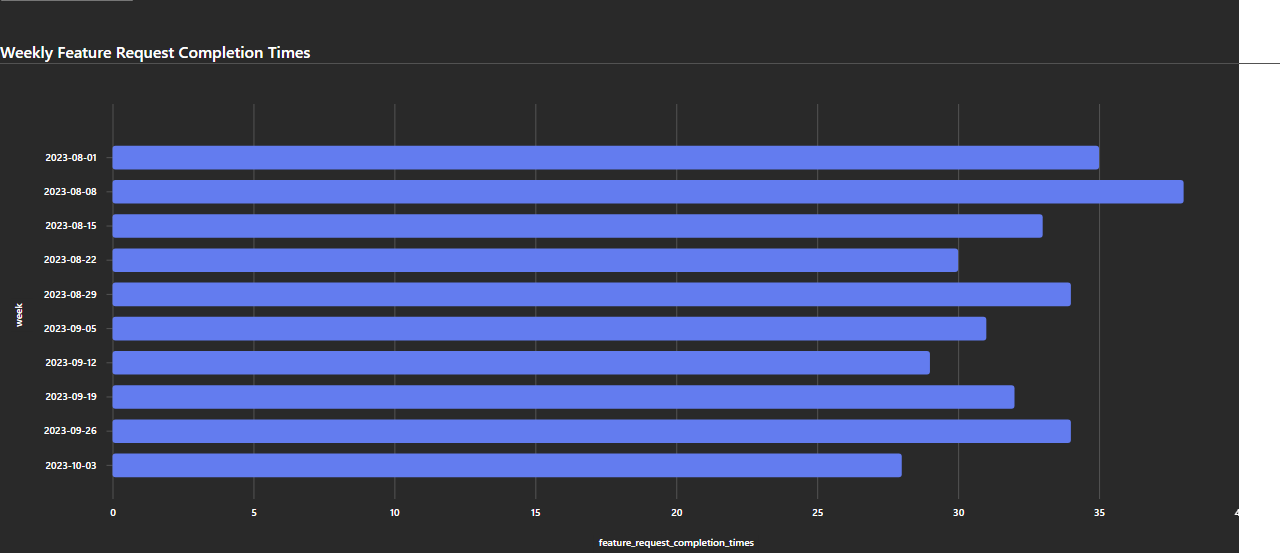 Weekly Feature Request Completion Times
2023-08-01
2023-08-08
2023-08-15
2023-08-22
2023-08-29
week
2023-09-05
2023-09-12
2023-09-19
2023-09-26
2023-10-03
0 5 10 15 20 25 30 35
feature_request_completion_times